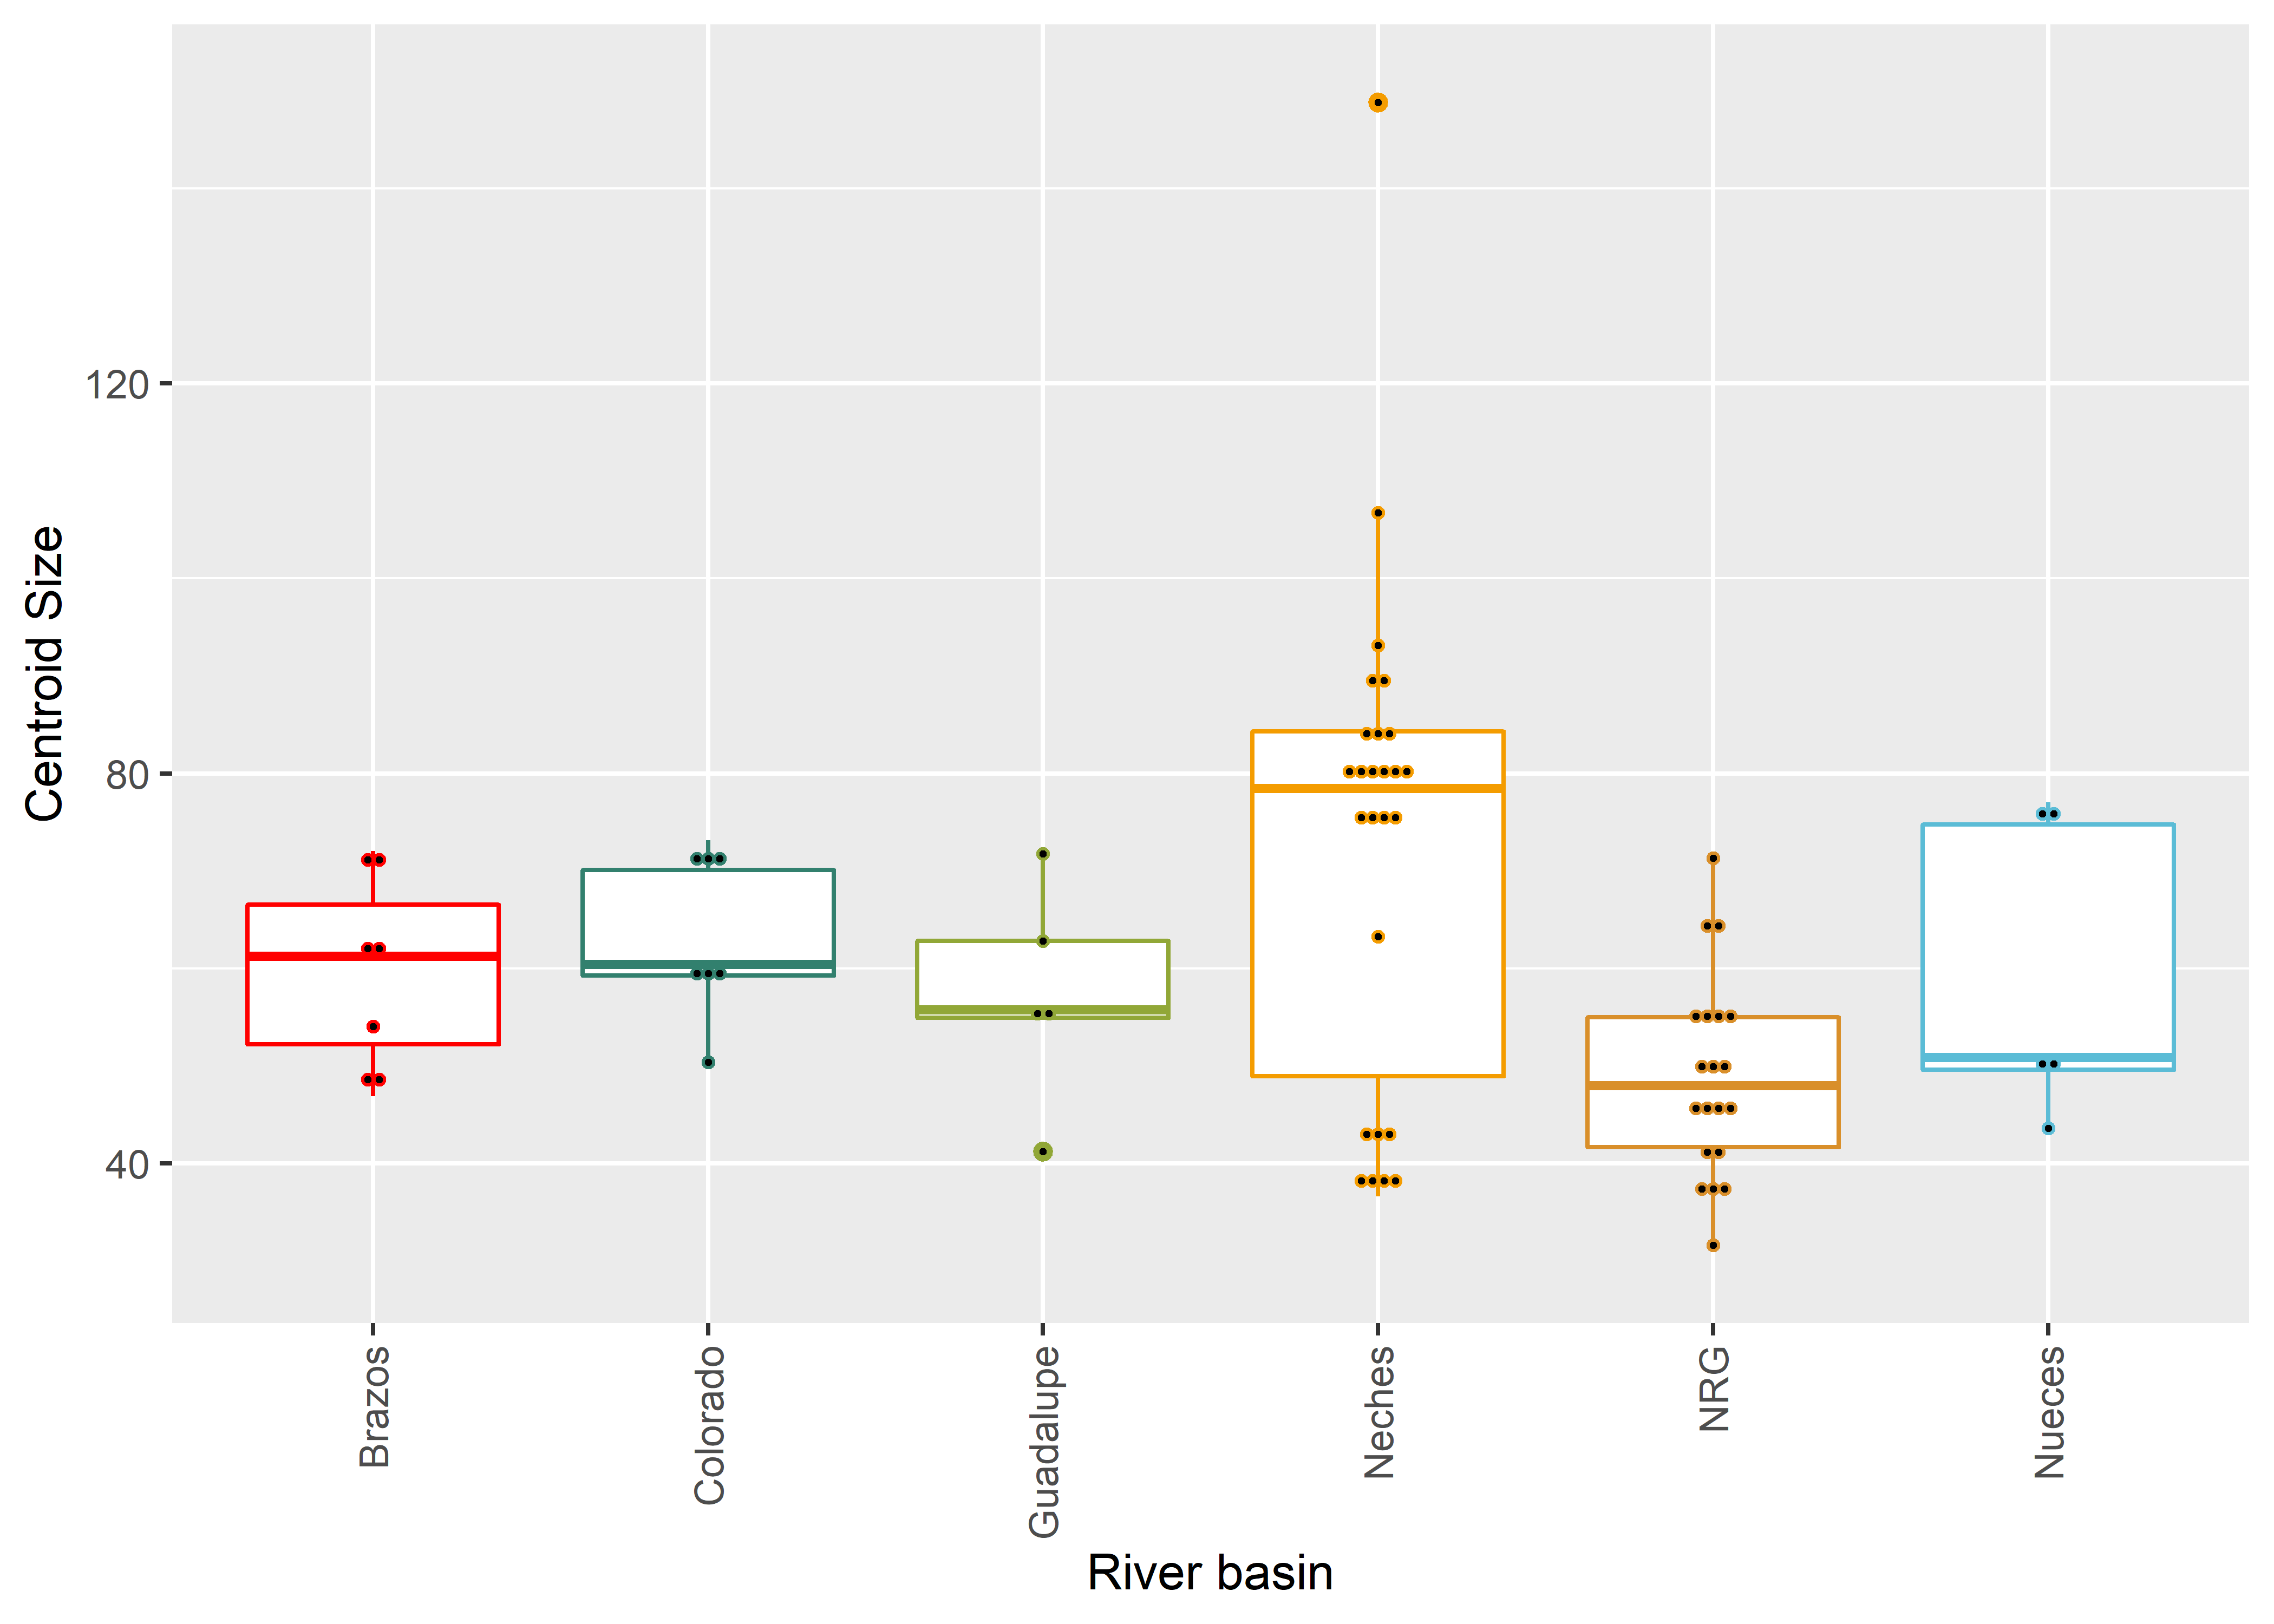 Centroid Size
120
80
40
Brazos
Colorado
Guadalupe
Neches
NRG
Nueces
River basin